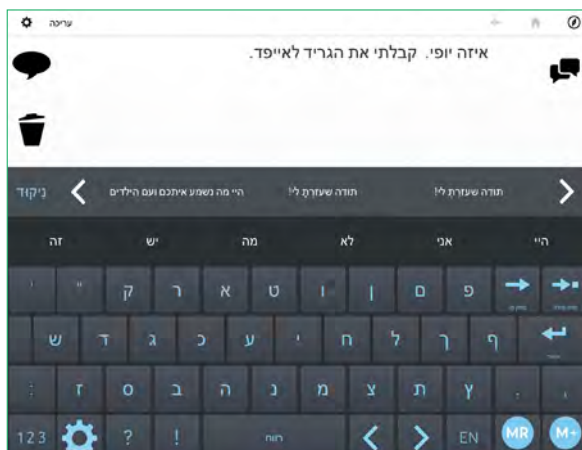 עריכה
איזה יופי. קבלתי את הגריד לאייפד.
תודה שעזרת לי! תודה שעזרת לי! היי מה נשמע איתכם ועם הילדים נִיקוּד
היי אני לא מה יש זה
פ ם ן ו ט א ר ק " '
ף ך ל ח י ע כ ג ד ש
, . ץ ת צ מ נ ה ב ס ז :
M+ MR EN רווח ! ? 123